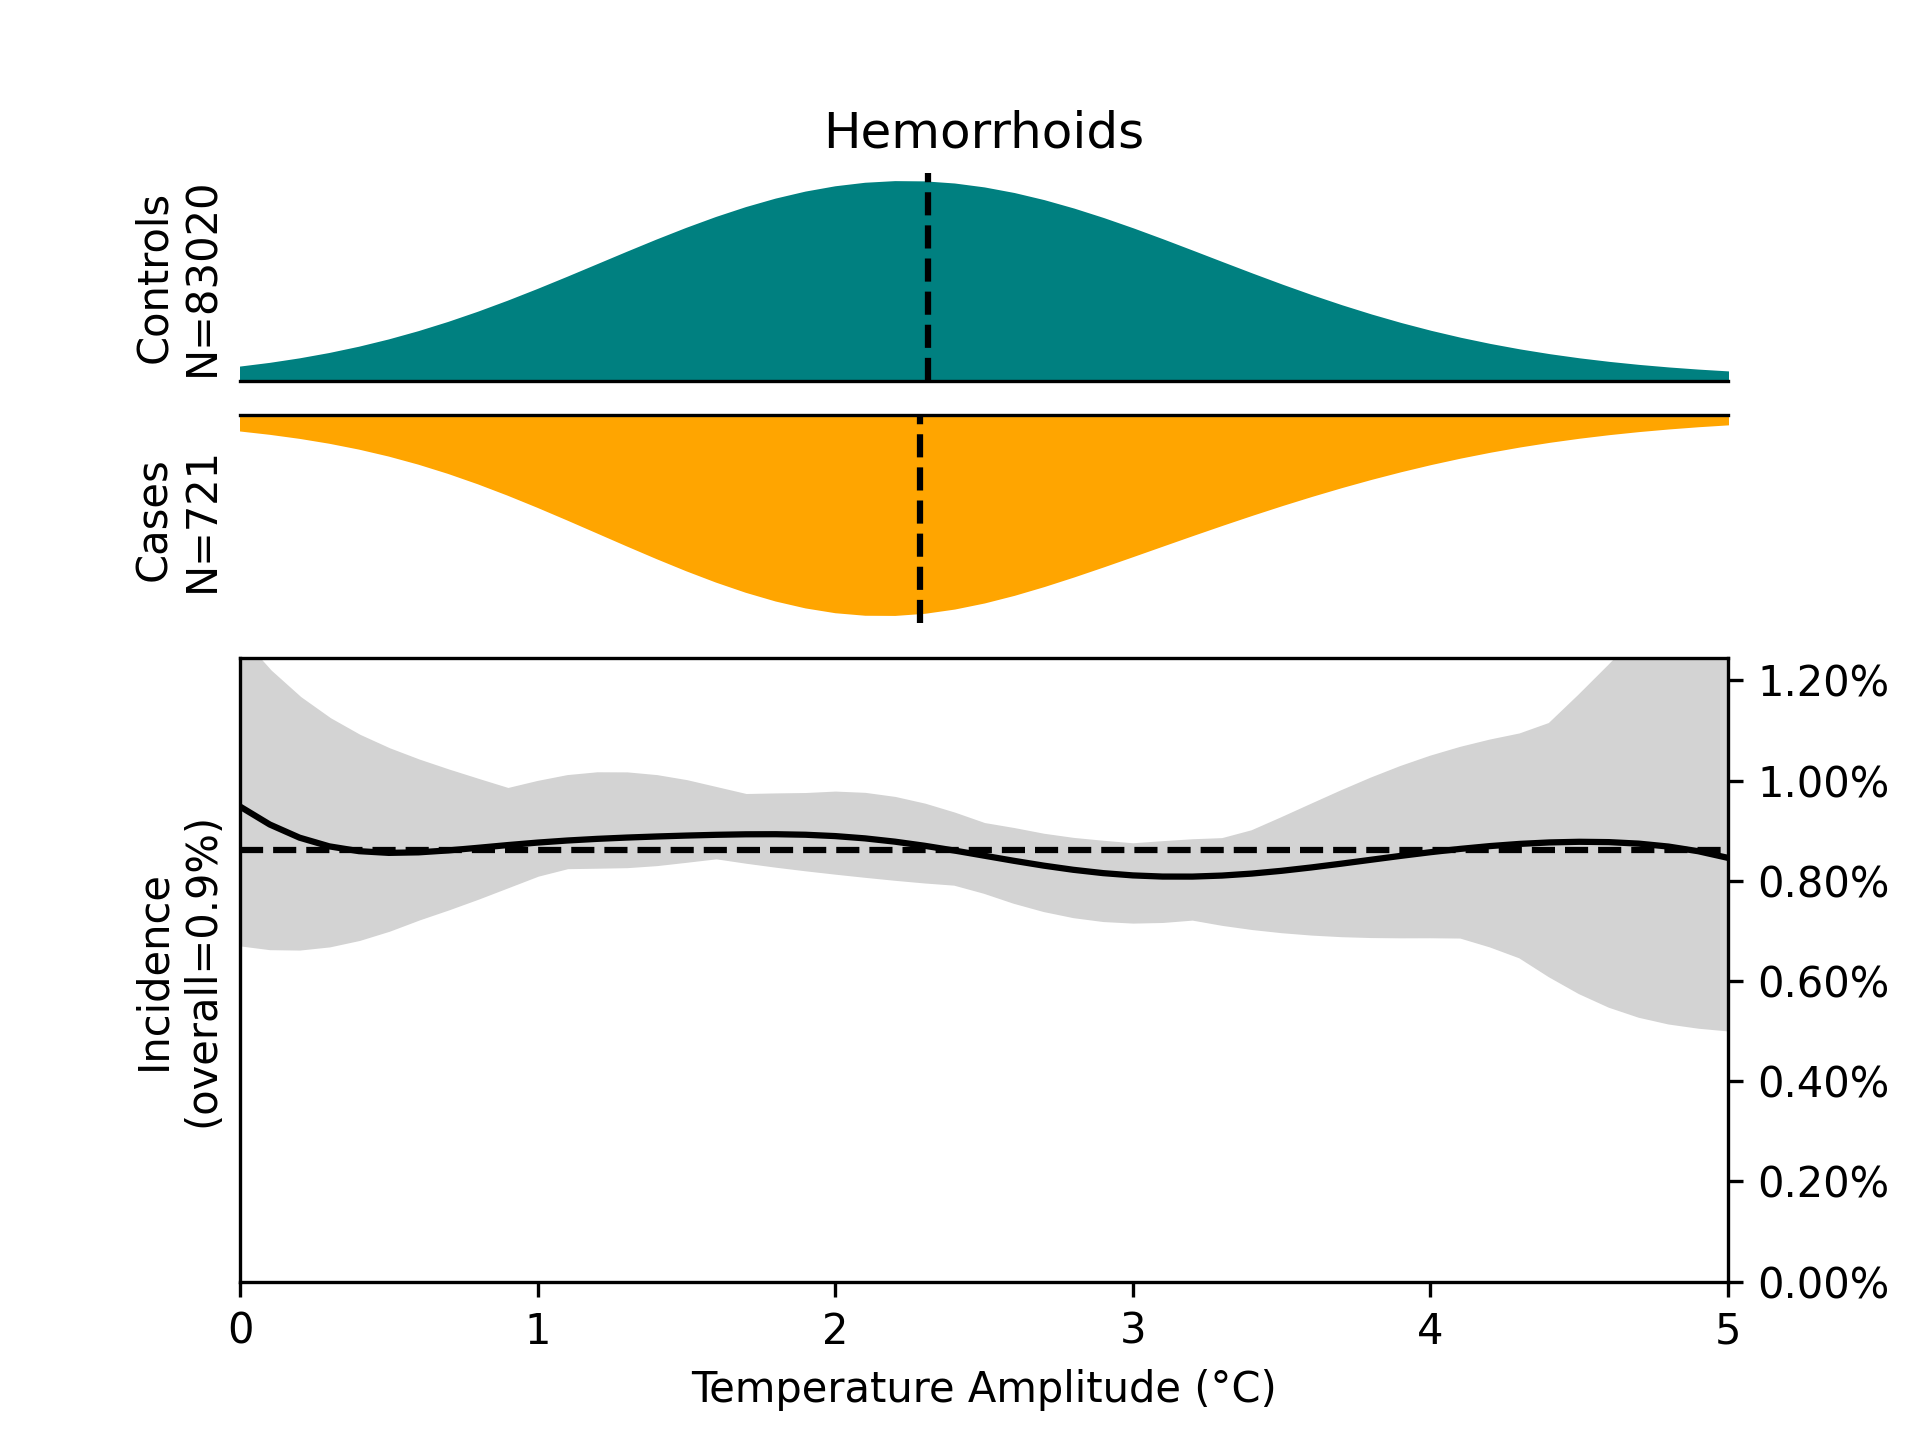 Hemorrhoids
Controls
N=83020
Cases
N=721
Incidence
(overall=0.9%)
1.20%
1.00%
0.80%
0.60%
0.40%
0.20%
0.00%
0 1 2 3 4 5
Temperature Amplitude (°C)